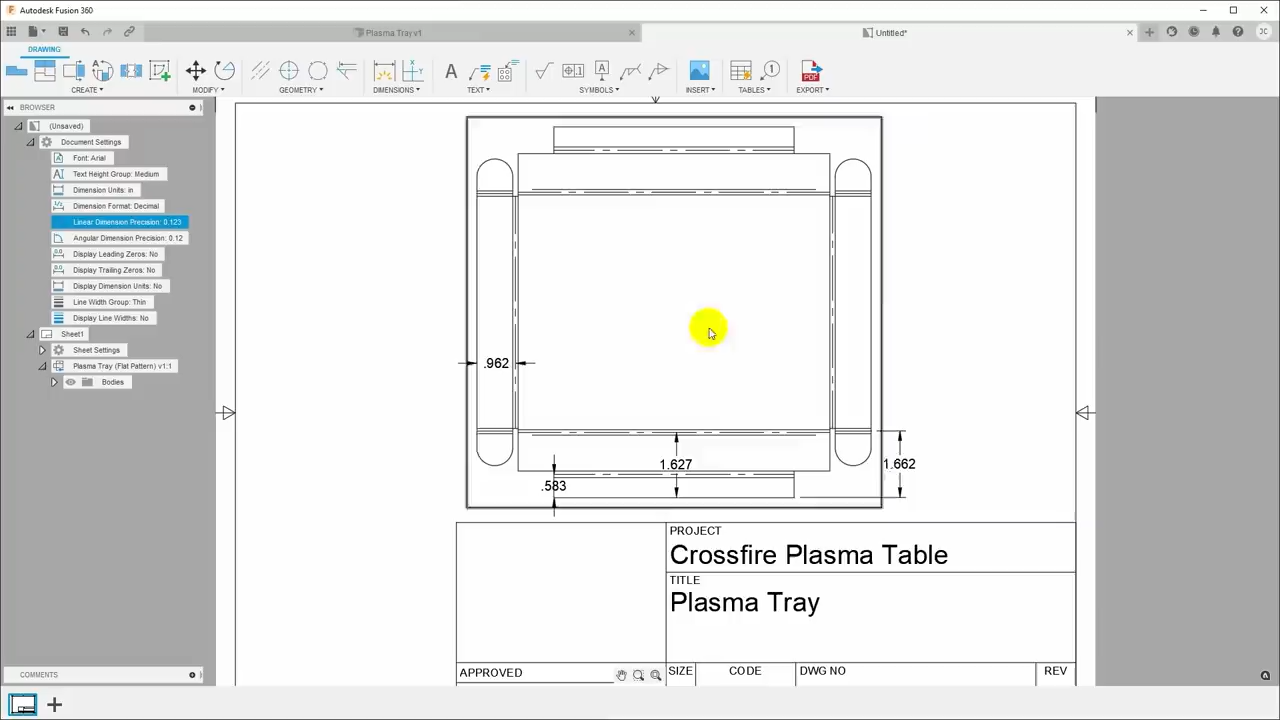 Autodesk Fusion 360
Plasma Tray v1
Untitled*
DRAWING
CREATE
MODIFY
GEOMETRY
DIMENSIONS
TEXT
SYMBOLS
INSERT
TABLES
EXPORT
BROWSER
(Unsaved)
Document Settings
Font: Arial
Text Height Group: Medium
Dimension Units: in
Dimension Format: Decimal
Linear Dimension Precision: 0.123
Angular Dimension Precision: 0.12
Display Leading Zeros: No
Display Trailing Zeros: No
Display Dimension Units: No
Line Width Group: Thin
Display Line Widths: No
Sheet1
Sheet Settings
Plasma Tray (Flat Pattern) v1:1
Bodies
.962
1.627
1.662
.583
PROJECT
Crossfire Plasma Table
TITLE
Plasma Tray
APPROVED
SIZE
CODE
DWG NO
REV
COMMENTS